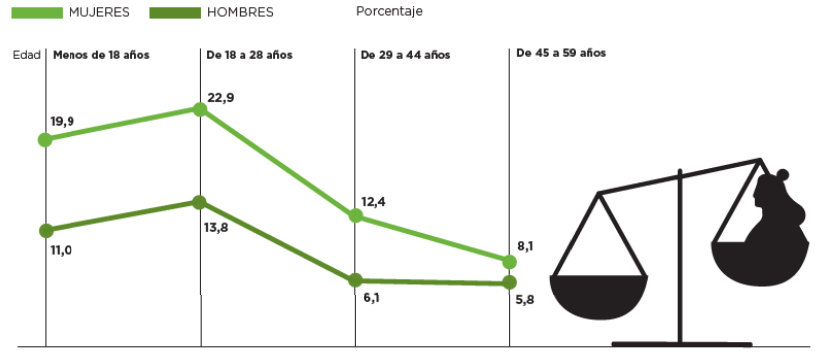 MUJERES HOMBRES Porcentaje
Edad Menos de 18 años De 18 a 28 años De 29 a 44 años De 45 a 59 años
19,9 22,9 12,4 8,1
11,0 13,8 6,1 5,8